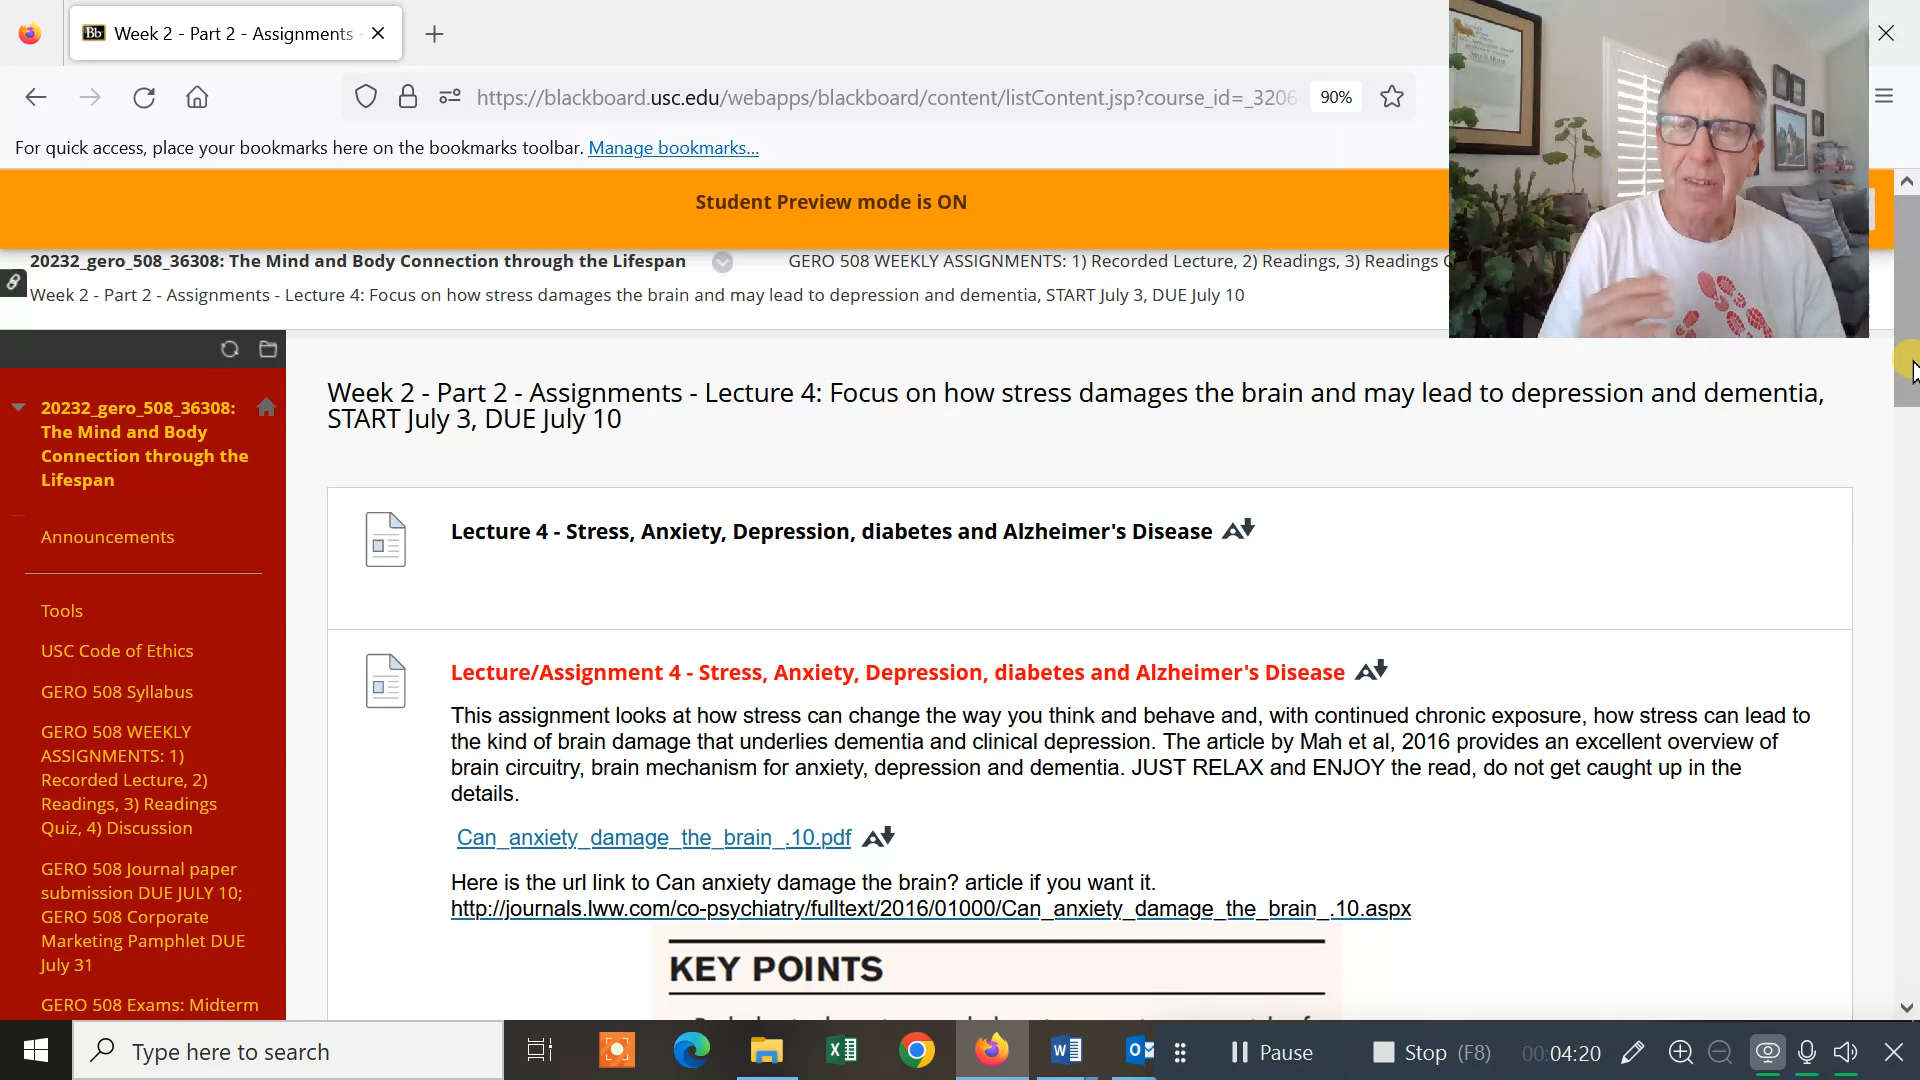 Week 2 - Part 2 - Assignments -
https://blackboard.usc.edu/webapps/blackboard/content/listContent.jsp?course_id=_3206
90%
For quick access, place your bookmarks here on the bookmarks toolbar. Manage bookmarks...
Student Preview mode is ON
20232_gero_508_36308: The Mind and Body Connection through the Lifespan
GERO 508 WEEKLY ASSIGNMENTS: 1) Recorded Lecture, 2) Readings, 3) Readings
Week 2 - Part 2 - Assignments - Lecture 4: Focus on how stress damages the brain and may lead to depression and dementia, START July 3, DUE July 10
20232_gero_508_36308:
The Mind and Body
Connection through the
Lifespan
Announcements
Tools
USC Code of Ethics
GERO 508 Syllabus
GERO 508 WEEKLY
ASSIGNMENTS: 1)
Recorded Lecture, 2)
Readings, 3) Readings
Quiz, 4) Discussion
GERO 508 Journal paper
submission DUE JULY 10;
GERO 508 Corporate
Marketing Pamphlet DUE
July 31
GERO 508 Exams: Midterm
Week 2 - Part 2 - Assignments - Lecture 4: Focus on how stress damages the brain and may lead to depression and dementia,
START July 3, DUE July 10
Lecture 4 - Stress, Anxiety, Depression, diabetes and Alzheimer's Disease
Lecture/Assignment 4 - Stress, Anxiety, Depression, diabetes and Alzheimer's Disease
This assignment looks at how stress can change the way you think and behave and, with continued chronic exposure, how stress can lead to
the kind of brain damage that underlies dementia and clinical depression. The article by Mah et al, 2016 provides an excellent overview of
brain circuitry, brain mechanism for anxiety, depression and dementia. JUST RELAX and ENJOY the read, do not get caught up in the
details.
Can_anxiety_damage_the_brain_.10.pdf
Here is the url link to Can anxiety damage the brain? article if you want it.
http://journals.lww.com/co-psychiatry/fulltext/2016/01000/Can_anxiety_damage_the_brain_.10.aspx
KEY POINTS
Type here to search
Pause
Stop (F8)
00:04:20